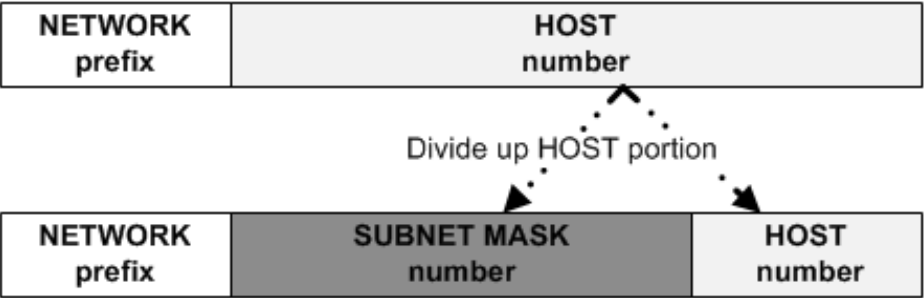 NETWORK
prefix
HOST
number
Divide up HOST portion
NETWORK
prefix
SUBNET MASK
number
HOST
number